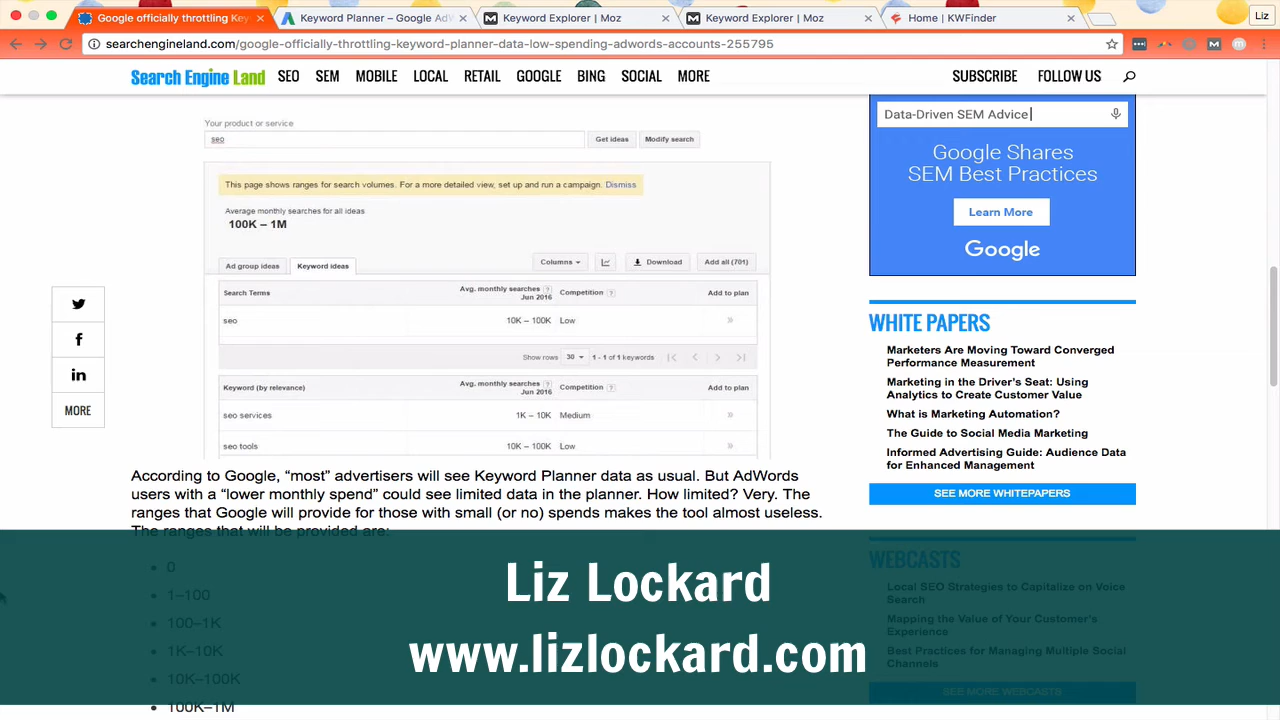 Google officially throttling Key
Keyword Planner – Google AdW
Keyword Explorer | Moz
Keyword Explorer | Moz
Home | KWFinder
Liz
searchengineland.com/google-officially-throttling-keyword-planner-data-low-spending-adwords-accounts-255795
Search Engine Land
SEO
SEM
MOBILE
LOCAL
RETAIL
GOOGLE
BING
SOCIAL
MORE
SUBSCRIBE
FOLLOW US
Your product or service
seo
Get ideas
Modify search
This page shows ranges for search volumes. For a more detailed view, set up and run a campaign. Dismiss
Average monthly searches for all ideas
100K – 1M
Ad group ideas
Keyword ideas
Columns
Download
Add all (701)
Search Terms
Avg. monthly searches ?
Jun 2016
Competition ?
Add to plan
seo
10K – 100K
Low
»
Show rows
30
1 - 1 of 1 keywords
Keyword (by relevance)
Avg. monthly searches ?
Jun 2016
Competition ?
Add to plan
seo services
1K – 10K
Medium
»
seo tools
10K – 100K
Low
»
MORE
According to Google, “most” advertisers will see Keyword Planner data as usual. But AdWords
users with a “lower monthly spend” could see limited data in the planner. How limited? Very. The
ranges that Google will provide for those with small (or no) spends makes the tool almost useless.
The ranges that will be provided are:
• 0
• 1–100
• 100–1K
• 1K–10K
• 10K–100K
• 100K–1M
Data-Driven SEM Advice
Google Shares
SEM Best Practices
Learn More
Google
WHITE PAPERS
Marketers Are Moving Toward Converged
Performance Measurement
Marketing in the Driver's Seat: Using
Analytics to Create Customer Value
What is Marketing Automation?
The Guide to Social Media Marketing
Informed Advertising Guide: Audience Data
for Enhanced Management
SEE MORE WHITEPAPERS
WEBCASTS
Local SEO Strategies to Capitalize on Voice
Search
Mapping the Value of Your Customer's
Experience
Best Practices for Managing Multiple Social
Channels
SEE MORE WEBCASTS
Liz Lockard
www.lizlockard.com